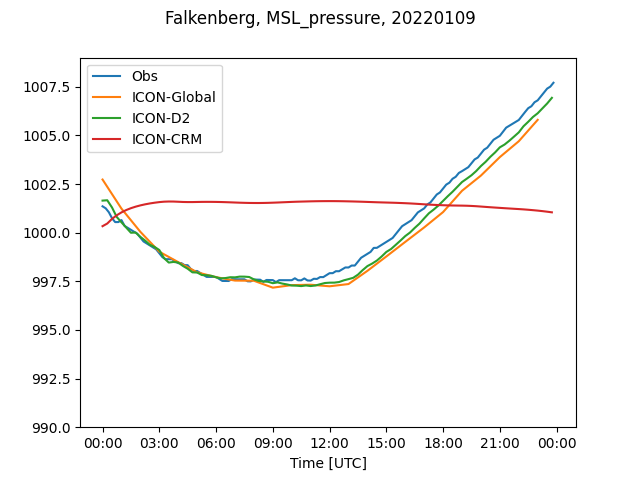 Falkenberg, MSL_pressure, 20220109
Obs
ICON-Global
ICON-D2
ICON-CRM
1007.5
1005.0
1002.5
1000.0
997.5
995.0
992.5
990.0
00:00 03:00 06:00 09:00 12:00 15:00 18:00 21:00 00:00
Time [UTC]